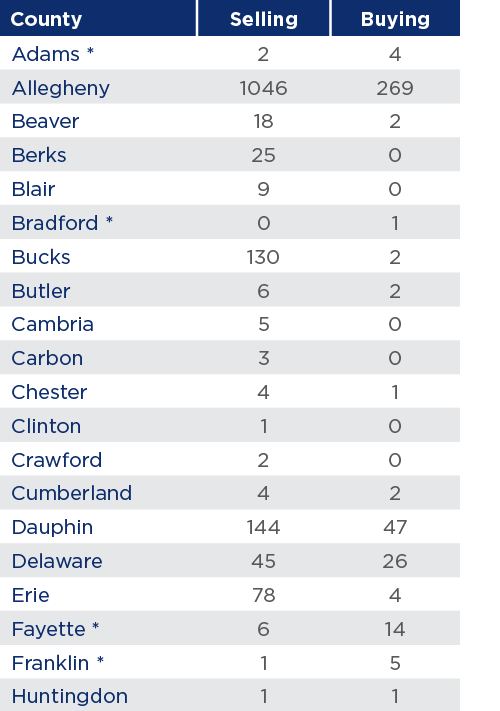 County Selling Buying
Adams * 2 4
Allegheny 1046 269
Beaver 18 2
Berks 25 0
Blair 9 0
Bradford * 0 1
Bucks 130 2
Butler 6 2
Cambria 5 0
Carbon 3 0
Chester 4 1
Clinton 1 0
Crawford 2 0
Cumberland 4 2
Dauphin 144 47
Delaware 45 26
Erie 78 4
Fayette * 6 14
Franklin * 1 5
Huntingdon 1 1